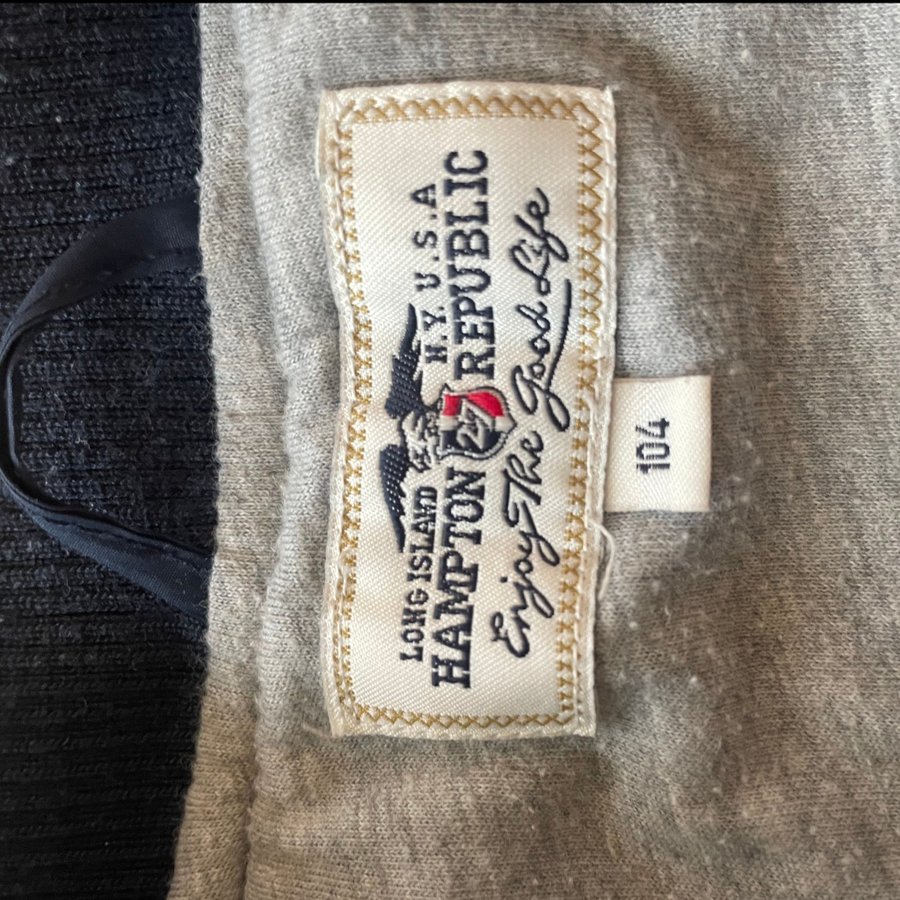 LONG ISLAND N.Y. U.S.A
HAMPTON 27 REPUBLIC
Enjoy The Good Life
104